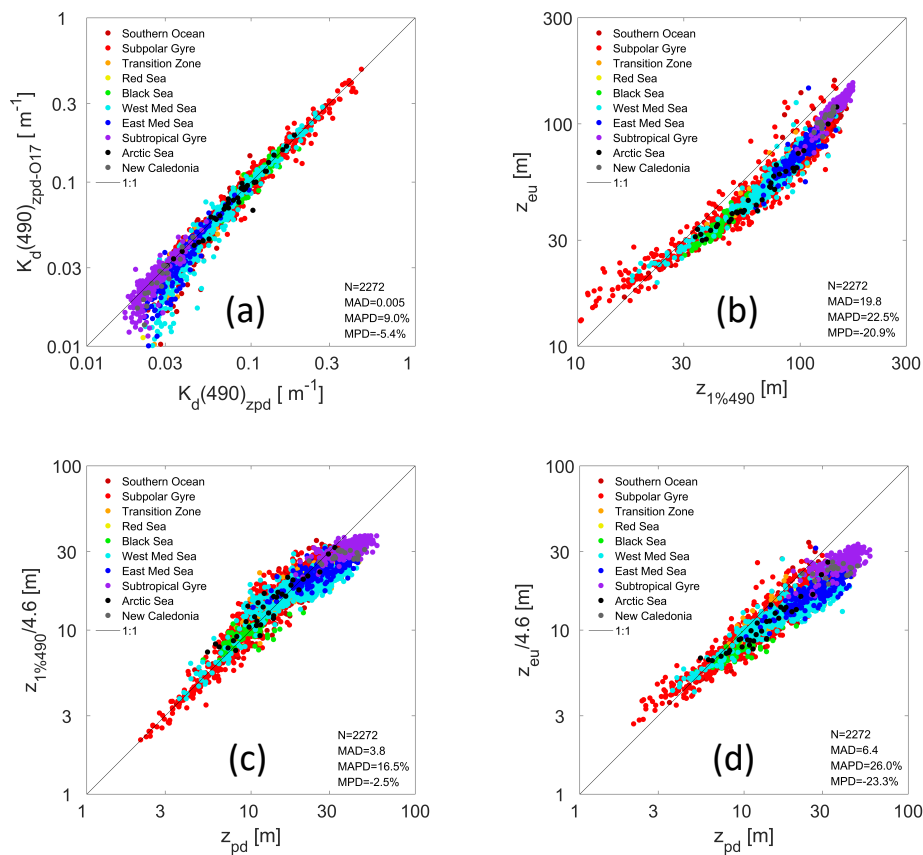 1
0.3
0.1
0.03
0.01
K_d(490)_zpd-O17 [ m^-1]
Southern Ocean
Subpolar Gyre
Transition Zone
Red Sea
Black Sea
West Med Sea
East Med Sea
Subtropical Gyre
Arctic Sea
New Caledonia
1:1
N=2272
MAD=0.005
MAPD=9.0%
MPD=-5.4%
(a)
0.01 0.03 0.1 0.3 1
K_d(490)_zpd [ m^-1]
300
100
30
10
z_eu [m]
Southern Ocean
Subpolar Gyre
Transition Zone
Red Sea
Black Sea
West Med Sea
East Med Sea
Subtropical Gyre
Arctic Sea
New Caledonia
1:1
N=2272
MAD=19.8
MAPD=22.5%
MPD=-20.9%
(b)
10 30 100 300
z_1%490 [m]
100
30
10
3
1
z_1%490/4.6 [m]
Southern Ocean
Subpolar Gyre
Transition Zone
Red Sea
Black Sea
West Med Sea
East Med Sea
Subtropical Gyre
Arctic Sea
New Caledonia
1:1
N=2272
MAD=3.8
MAPD=16.5%
MPD=-2.5%
(c)
1 3 10 30 100
z_pd [m]
100
30
10
3
1
z_eu/4.6 [m]
Southern Ocean
Subpolar Gyre
Transition Zone
Red Sea
Black Sea
West Med Sea
East Med Sea
Subtropical Gyre
Arctic Sea
New Caledonia
1:1
N=2272
MAD=6.4
MAPD=26.0%
MPD=-23.3%
(d)
1 3 10 30 100
z_pd [m]